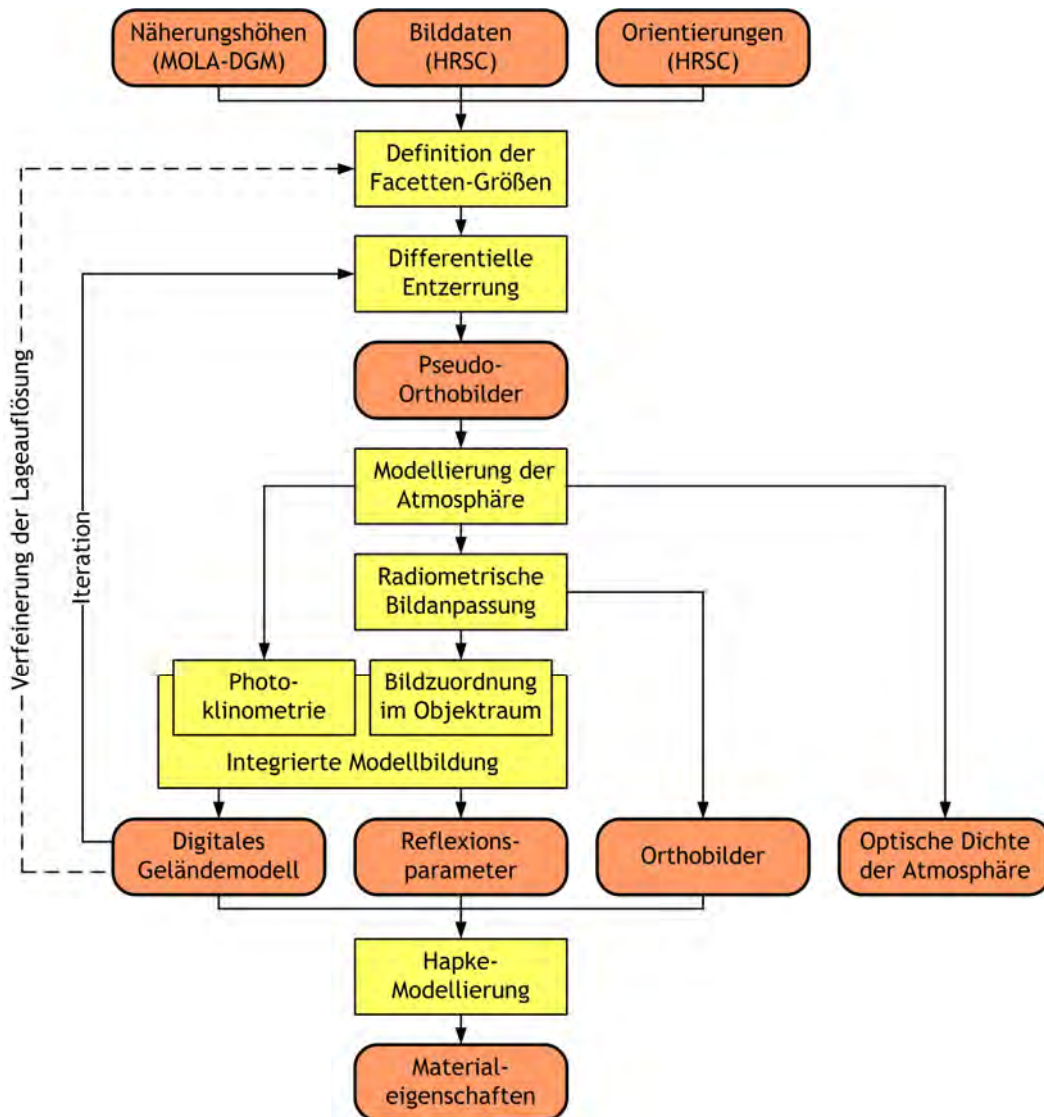 Näherungshöhen
(MOLA-DGM)
Bilddaten
(HRSC)
Orientierungen
(HRSC)
Definition der
Facetten-Größen
Differentielle
Entzerrung
Pseudo-
Orthobilder
Modellierung der
Atmosphäre
Radiometrische
Bildanpassung
Verfeinerung der Lageauflösung
Iteration
Photo-
klinometrie
Bildzuordnung
im Objektraum
Integrierte Modellbildung
Digitales
Geländemodell
Reflexions-
parameter
Orthobilder
Optische Dichte
der Atmosphäre
Hapke-
Modellierung
Material-
eigenschaften